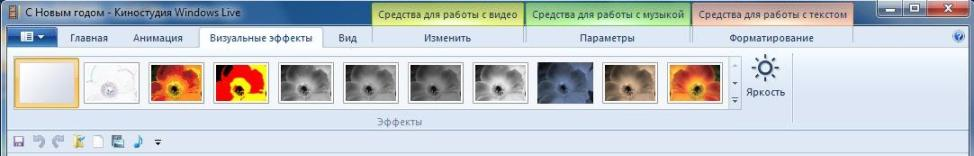 С Новым годом - Киностудия Windows Live
Средства для работы с видео
Средства для работы с музыкой
Средства для работы с текстом
Главная
Анимация
Визуальные эффекты
Вид
Изменить
Параметры
Форматирование
Яркость
Эффекты